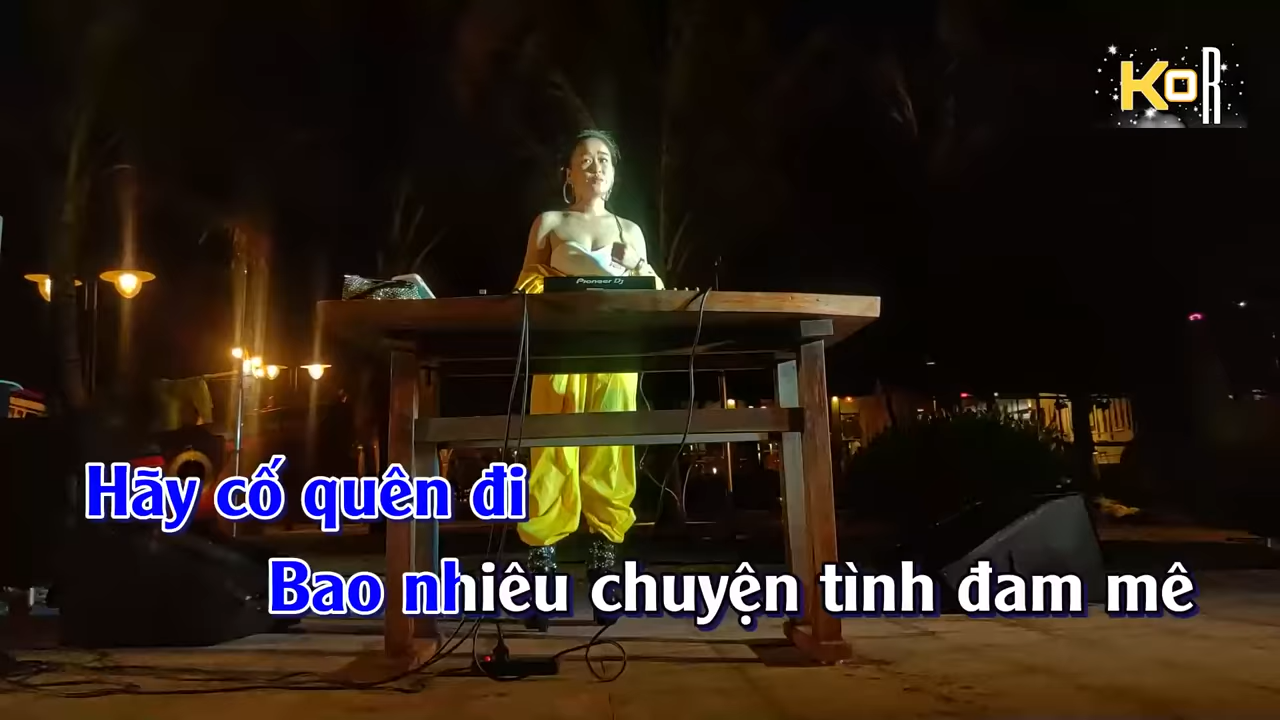 KoR
Pioneer Dj
Hãy cố quên đi
Bao nhiêu chuyện tình đam mê